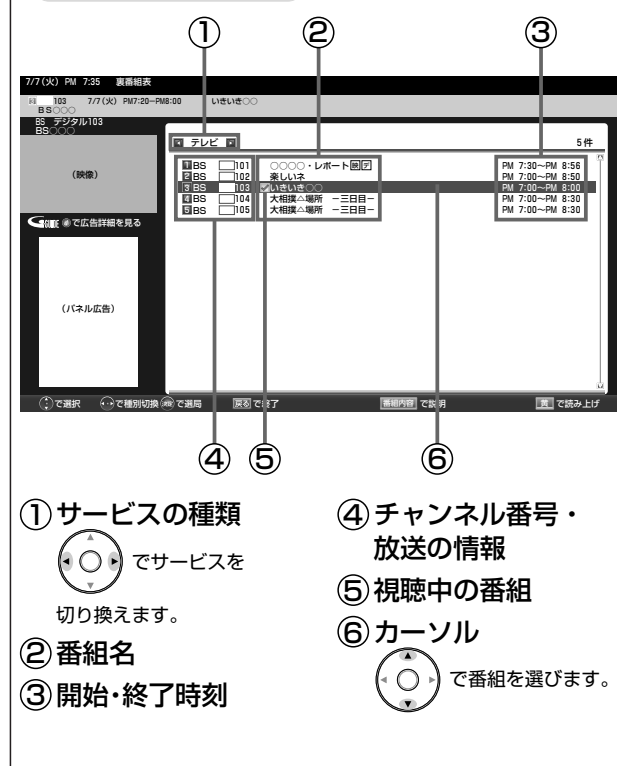 ① ② ③
7/7(火) PM 7:35 裏番組表
103 7/7(火) PM7:20〜PM8:00 いきいき○○
BS○○○
BS デジタル103
BS○○○
テレビ 5件
(映像)
1 BS 101 ○○○○・レポート映デ PM 7:30〜PM 8:56
2 BS 102 楽しいネ PM 7:00〜PM 8:50
3 BS 103 いきいき○○ PM 7:00〜PM 8:00
4 BS 104 大相撲△場所 −三日目− PM 7:00〜PM 8:30
5 BS 105 大相撲△場所 −三日目− PM 7:00〜PM 8:30
G GUIDE で広告詳細を見る
(パネル広告)
で選択 で種別切換 で選局 戻る で終了 番組内容 で説明 黄 で読み上げ
④ ⑤ ⑥
① サービスの種類
でサービスを
切り換えます。
② 番組名
③ 開始・終了時刻
④ チャンネル番号・
放送の情報
⑤ 視聴中の番組
⑥ カーソル
で番組を選びます。